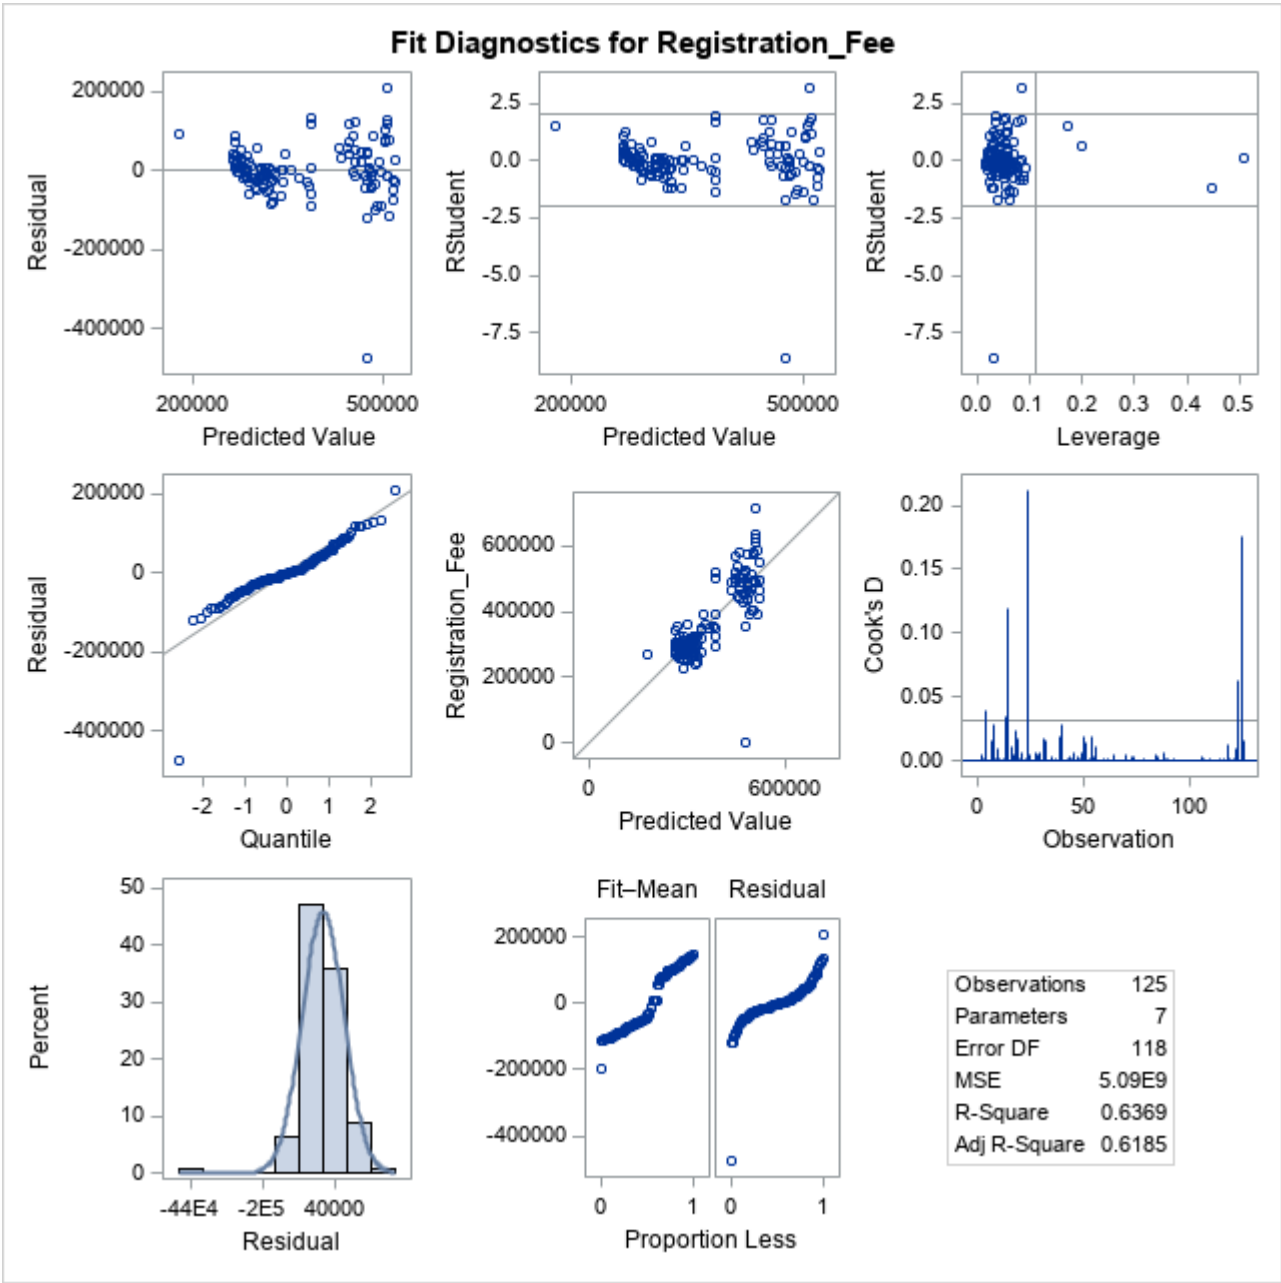 Fit Diagnostics for Registration_Fee
200000
0
-200000
-400000
Residual
200000 500000
Predicted Value
2.5
0.0
-2.5
-5.0
-7.5
RStudent
200000 500000
Predicted Value
2.5
0.0
-2.5
-5.0
-7.5
RStudent
0.0 0.1 0.2 0.3 0.4 0.5
Leverage
200000
0
-200000
-400000
Residual
-2 -1 0 1 2
Quantile
600000
400000
200000
0
Registration_Fee
0 600000
Predicted Value
0.20
0.15
0.10
0.05
0.00
Cook's D
0 50 100
Observation
50
40
30
20
10
0
Percent
-44E4 -2E5 40000
Residual
Fit–Mean Residual
200000
0
-200000
-400000
0 1 0 1
Proportion Less
Observations 125
Parameters 7
Error DF 118
MSE 5.09E9
R-Square 0.6369
Adj R-Square 0.6185